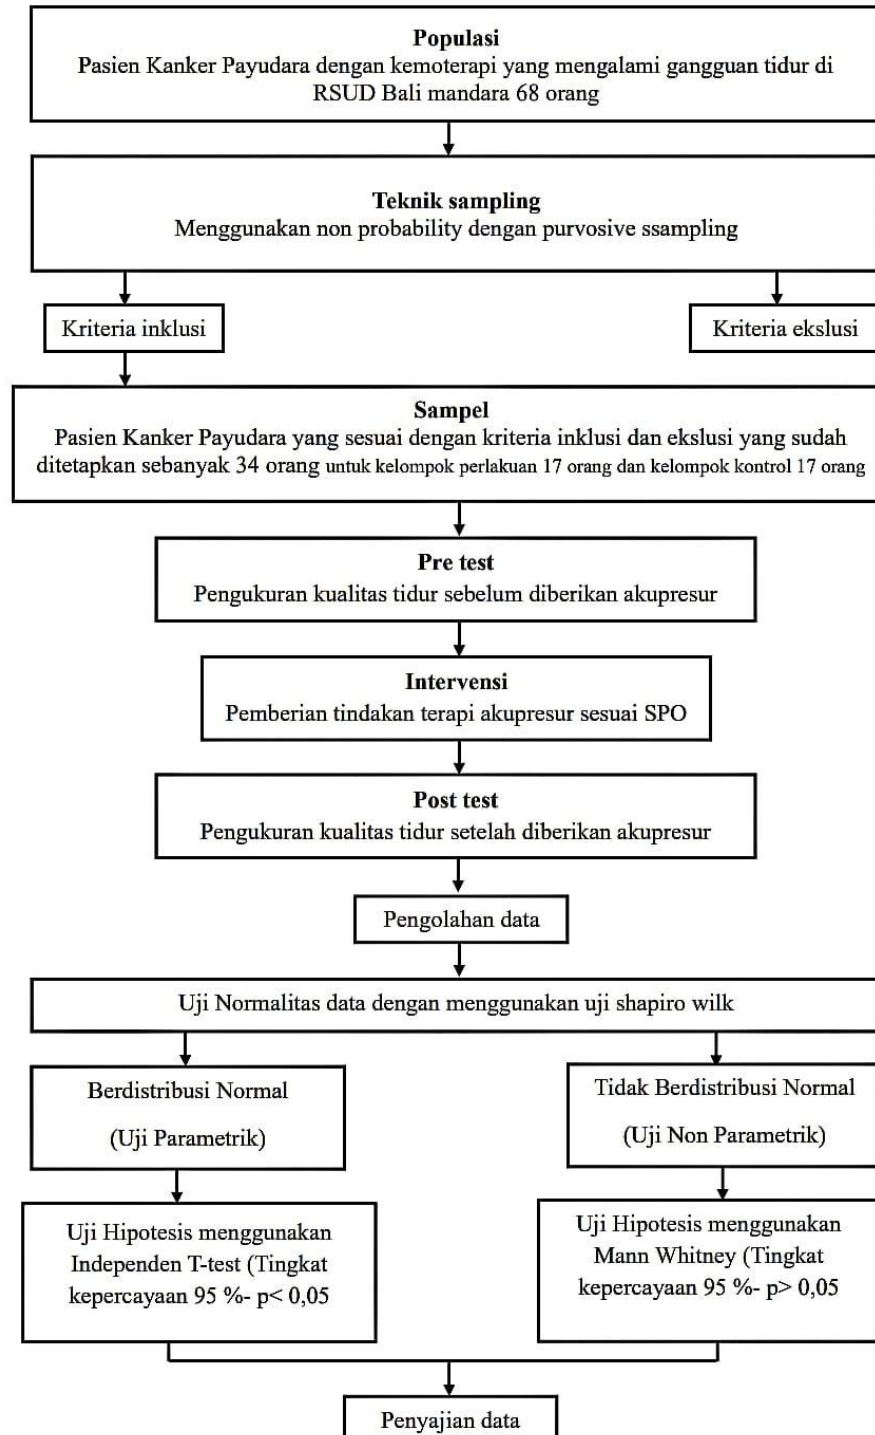 Populasi
Pasien Kanker Payudara dengan kemoterapi yang mengalami gangguan tidur di
RSUD Bali mandara 68 orang
Teknik sampling
Menggunakan non probability dengan purvosive ssampling
Kriteria inklusi
Kriteria ekslusi
Sampel
Pasien Kanker Payudara yang sesuai dengan kriteria inklusi dan ekslusi yang sudah
ditetapkan sebanyak 34 orang untuk kelompok perlakuan 17 orang dan kelompok kontrol 17 orang
Pre test
Pengukuran kualitas tidur sebelum diberikan akupresur
Intervensi
Pemberian tindakan terapi akupresur sesuai SPO
Post test
Pengukuran kualitas tidur setelah diberikan akupresur
Pengolahan data
Uji Normalitas data dengan menggunakan uji shapiro wilk
Berdistribusi Normal
(Uji Parametrik)
Tidak Berdistribusi Normal
(Uji Non Parametrik)
Uji Hipotesis menggunakan
Independen T-test (Tingkat
kepercayaan 95 %- p< 0,05
Uji Hipotesis menggunakan
Mann Whitney (Tingkat
kepercayaan 95 %- p> 0,05
Penyajian data